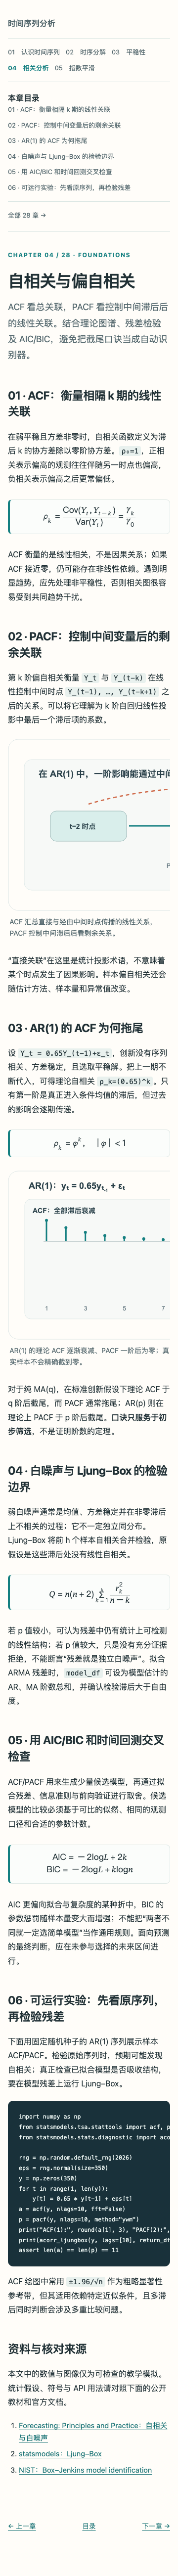 时间序列分析
01 认识时间序列 02 时序分解 03 平稳性
04 相关分析 05 指数平滑
本章目录
01 · ACF：衡量相隔 k 期的线性关联
02 · PACF：控制中间变量后的剩余关联
03 · AR(1) 的 ACF 为何拖尾
04 · 白噪声与 Ljung–Box 的检验边界
05 · 用 AIC/BIC 和时间回测交叉检查
06 · 可运行实验：先看原序列，再检验残差
全部 28 章 →
CHAPTER 04 / 28 · FOUNDATIONS
自相关与偏自相关
ACF 看总关联，PACF 看控制中间滞后后
的线性关联。结合理论图谱、残差检验
及 AIC/BIC，避免把截尾口诀当成自动识
别器。
01 · ACF：衡量相隔 k 期的线性
关联
在弱平稳且方差非零时，自相关函数定义为滞
后 k 的协方差除以零阶协方差。ρ₀=1，正相
关表示偏高的观测往往伴随另一时点也偏高，
负相关表示偏高之后更常偏低。
ρk = Cov(Yt, Yt−k) / Var(Yt) = γk / γ0
ACF 衡量的是线性相关，不是因果关系；如果
ACF 接近零，仍可能存在非线性依赖。遇到明
显趋势，应先处理非平稳性，否则相关图很容
易受到共同趋势干扰。
02 · PACF：控制中间变量后的剩
余关联
第 k 阶偏自相关衡量 Y_t 与 Y_(t-k) 在线
性控制中间时点 Y_(t-1), …, Y_(t-k+1) 之
后的关系。可以将它理解为 k 阶自回归线性投
影中最后一个滞后项的系数。
在 AR(1) 中，一阶影响能通过中间
t−2 时点
P
ACF 汇总直接与经由中间时点传播的线性关系，
PACF 控制中间滞后后看剩余关系。
“直接关联”在这里是统计投影术语，不意味着
某个时点发生了因果影响。样本偏自相关还会
随估计方法、样本量和异常值改变。
03 · AR(1) 的 ACF 为何拖尾
设 Y_t = 0.65Y_(t-1)+ε_t，创新没有序列
相关、方差稳定，且选取平稳解。把上一期不
断代入，可得理论自相关 ρ_k=(0.65)^k。只
有第一阶是真正进入条件均值的滞后，但过去
的影响会逐期传递。
ρk = φ^k, |φ| < 1
AR(1)：yₜ = 0.65yₜ₋₁ + εₜ
ACF：全部滞后衰减
1 3 5 7
AR(1) 的理论 ACF 逐渐衰减、PACF 一阶后为零；真
实样本不会精确截到零。
对于纯 MA(q)，在标准创新假设下理论 ACF 于
q 阶后截尾，而 PACF 通常拖尾；AR(p) 则在
理论上 PACF 于 p 阶后截尾。口诀只服务于初
步筛选，不是证明阶数的定理。
04 · 白噪声与 Ljung–Box 的检验
边界
弱白噪声通常是均值、方差稳定并在非零滞后
上不相关的过程；它不一定独立同分布。
Ljung–Box 将前 h 个样本自相关合并检验，原
假设是这些滞后处没有线性自相关。
Q = n(n + 2) Σ k=1 h r²k / n − k
若 p 值较小，可认为残差中仍有统计上可检测
的线性结构；若 p 值较大，只是没有充分证据
拒绝，不能断言“残差就是独立白噪声”。拟合
ARMA 残差时，model_df 可设为模型估计的
AR、MA 阶数总和，并确认检验滞后大于自由
度。
05 · 用 AIC/BIC 和时间回测交叉
检查
ACF/PACF 用来生成少量候选模型，再通过拟
合残差、信息准则与前向验证进行取舍。候选
模型的比较必须基于可比的似然、相同的观测
口径和合适的参数计数。
AIC = −2logL + 2k
BIC = −2logL + klogn
AIC 更偏向拟合与复杂度的某种折中，BIC 的
参数惩罚随样本量变大而增强；不能把“两者不
同就一定选简单模型”当作通用规则。面向预测
的最终判断，应在未参与选择的未来区间进
行。
06 · 可运行实验：先看原序列，
再检验残差
下面用固定随机种子的 AR(1) 序列展示样本
ACF/PACF。检验原始序列时，预期可能发现
自相关；真正检查已拟合模型是否吸收结构，
要在模型残差上运行 Ljung–Box。
import numpy as np
from statsmodels.tsa.stattools import acf, p
from statsmodels.stats.diagnostic import aco
rng = np.random.default_rng(2026)
eps = rng.normal(size=350)
y = np.zeros(350)
for t in range(1, len(y)):
y[t] = 0.65 * y[t-1] + eps[t]
a = acf(y, nlags=10, fft=False)
p = pacf(y, nlags=10, method="ywm")
print("ACF(1):", round(a[1], 3), "PACF(2):",
print(acorr_ljungbox(y, lags=[10], return_df
assert len(a) == len(p) == 11
ACF 绘图中常用 ±1.96/√n 作为粗略显著性
参考带，但其适用依赖特定近似条件，且多滞
后同时判断会涉及多重比较问题。
资料与核对来源
本文中的数值与图像仅为可检查的教学模拟。
统计假设、符号与 API 用法请对照下面的公开
教材和官方文档。
1. Forecasting: Principles and Practice：自相关
与白噪声
2. statsmodels：Ljung–Box
3. NIST：Box–Jenkins model identification
← 上一章 目录 下一章 →